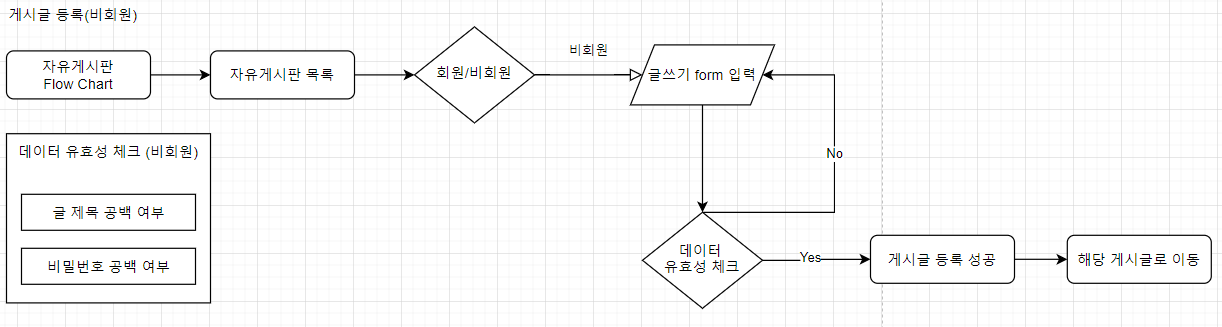 게시글 등록(비회원)
자유게시판
Flow Chart
자유게시판 목록
회원/비회원
비회원
글쓰기 form 입력
No
데이터 유효성 체크 (비회원)
글 제목 공백 여부
비밀번호 공백 여부
데이터
유효성 체크
Yes
게시글 등록 성공
해당 게시글로 이동